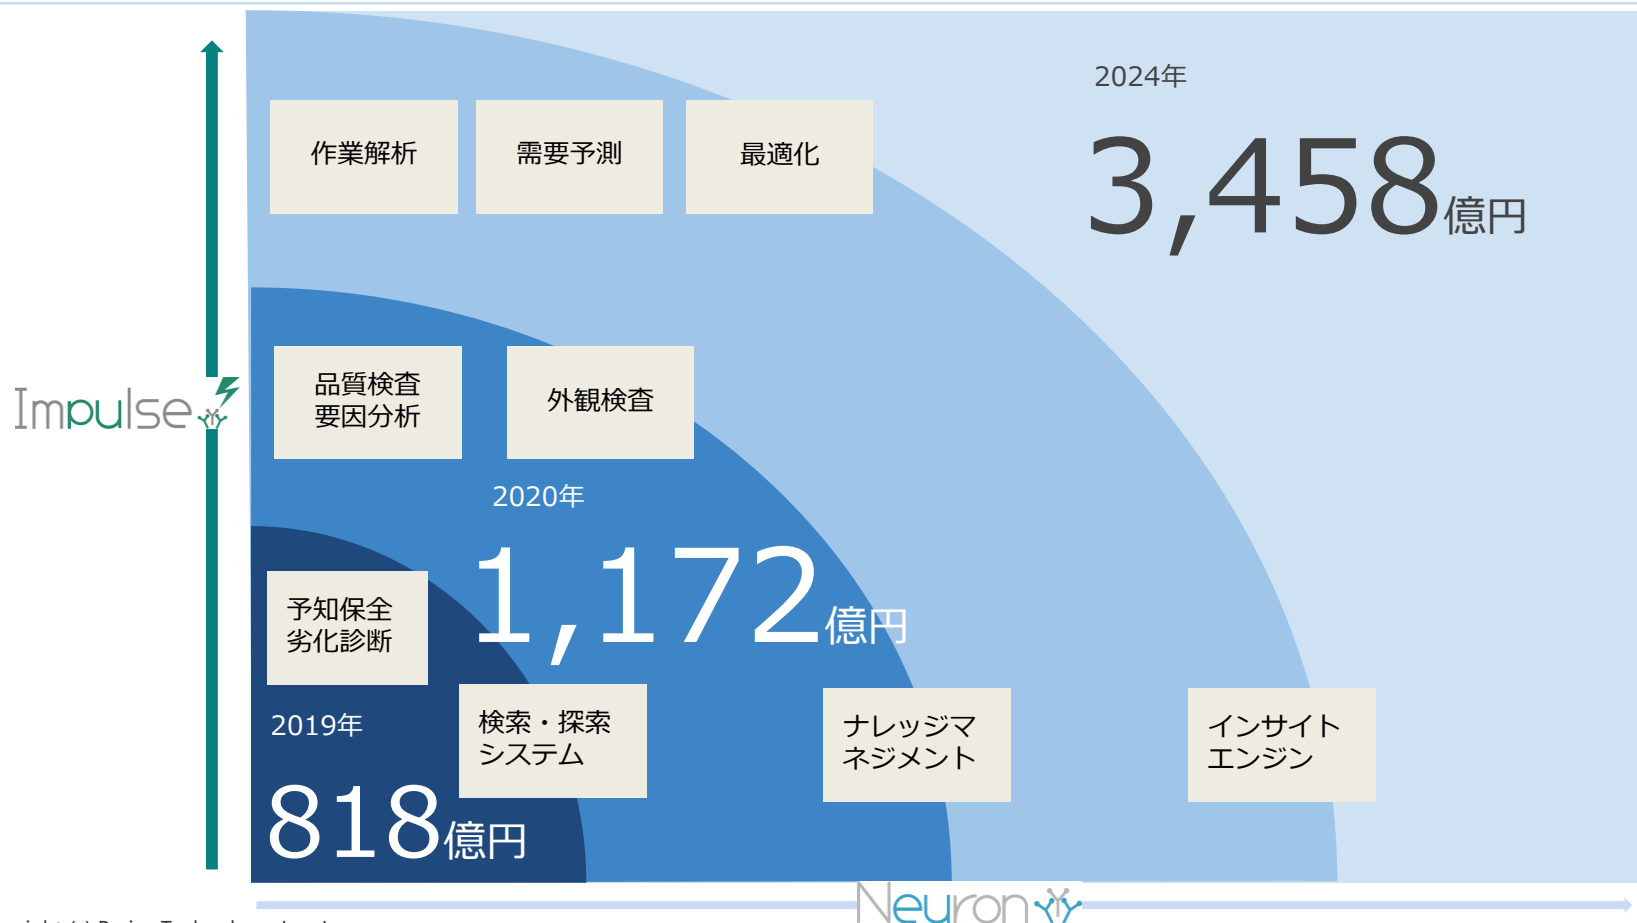 2024年
3,458億円
作業解析
需要予測
最適化
品質検査
要因分析
外観検査
Impulse
2020年
1,172億円
予知保全
劣化診断
2019年
818億円
検索・探索
システム
ナレッジマ
ネジメント
インサイト
エンジン
Neuron